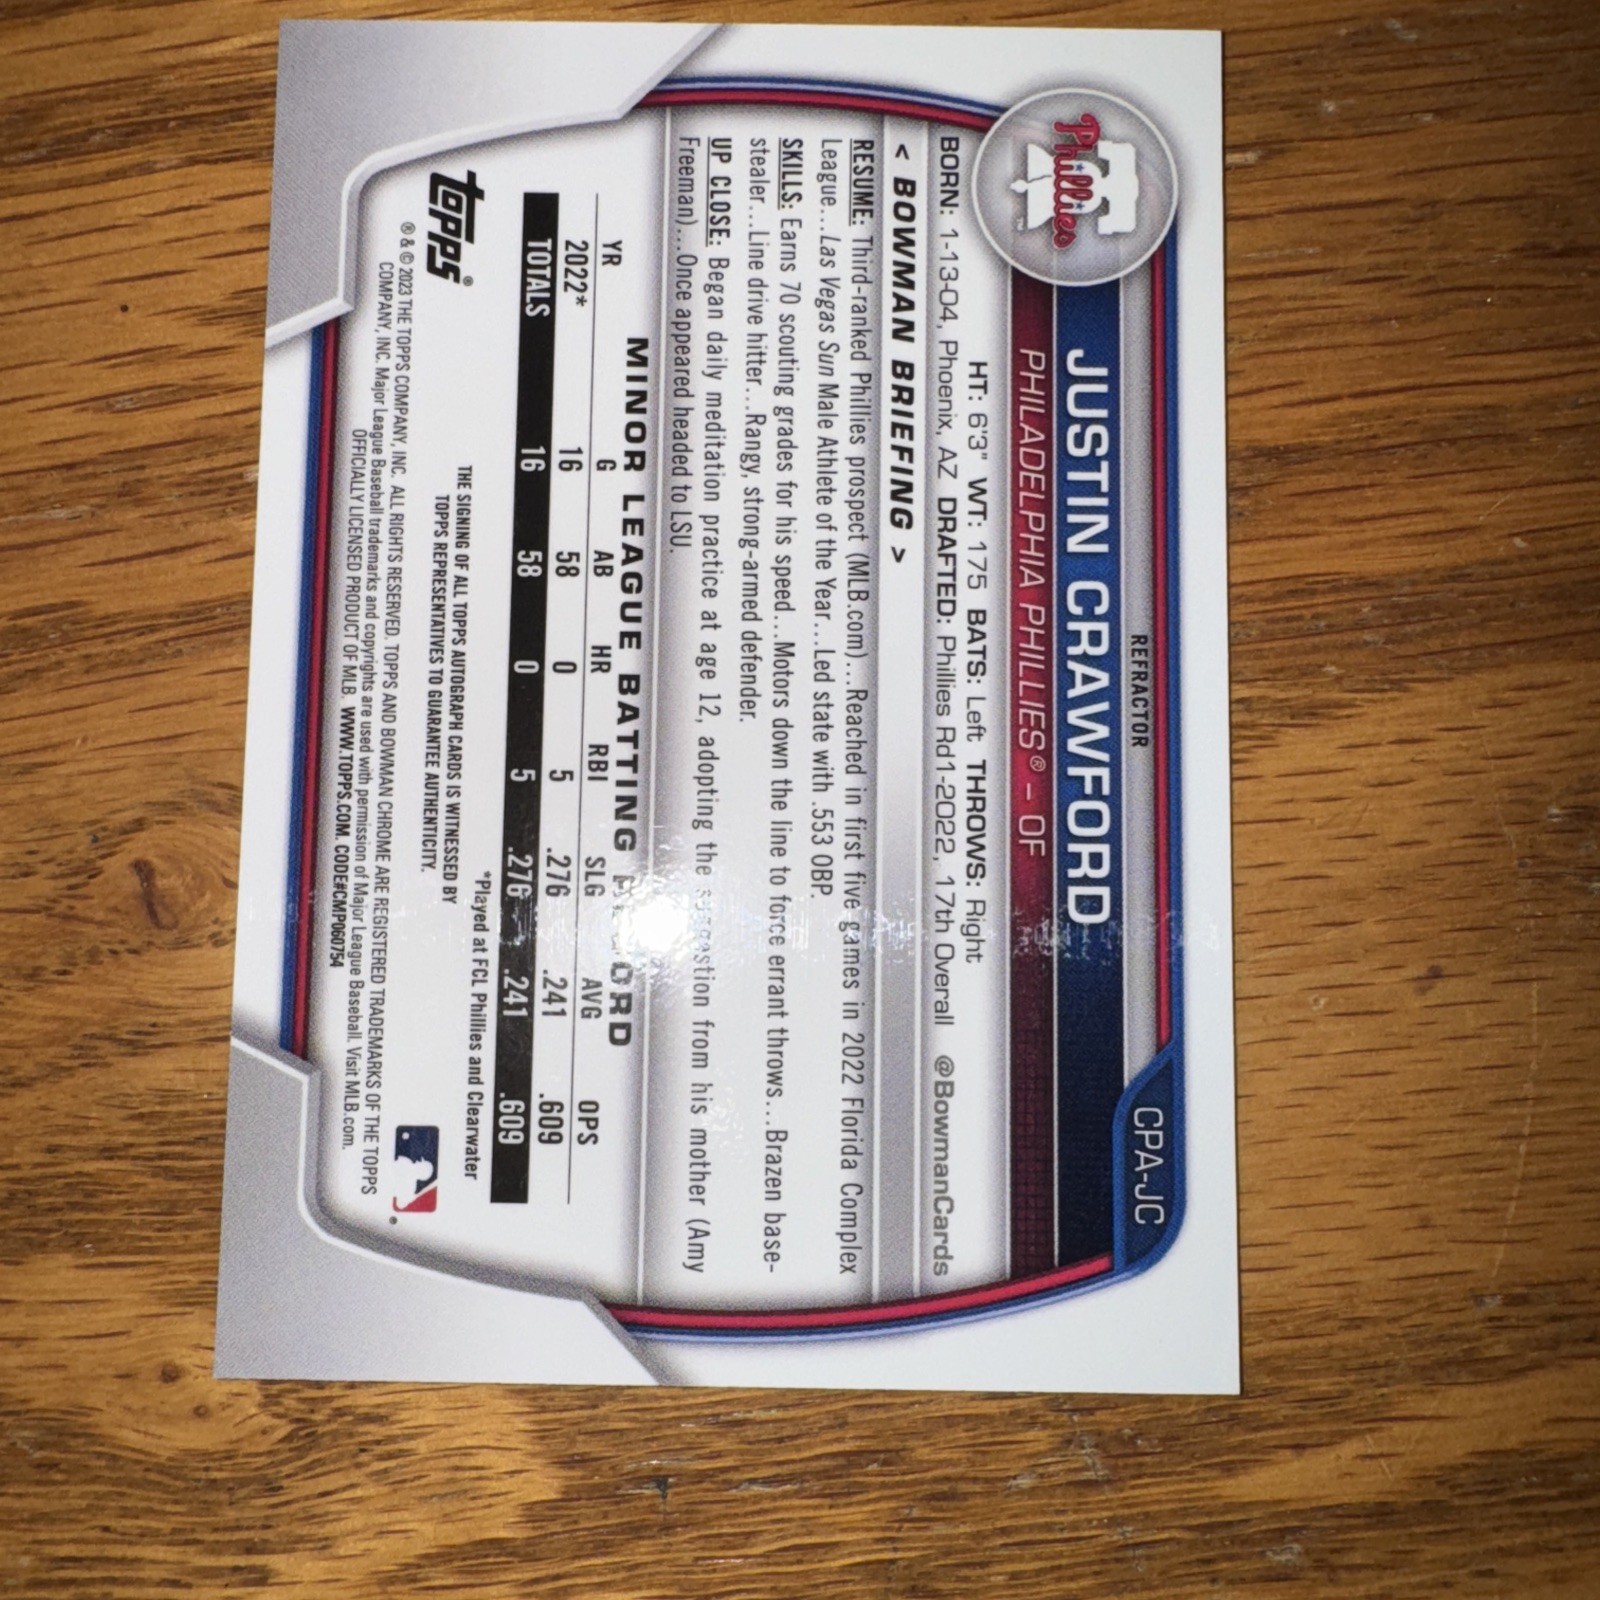 REFRACTOR
CPA-JC
Phillies
JUSTIN CRAWFORD
PHILADELPHIA PHILLIES® - OF
HT: 6'3" WT: 175 BATS: Left THROWS: Right
BORN: 1-13-04, Phoenix, AZ DRAFTED: Phillies Rd1-2022, 17th Overall @BowmanCards
< BOWMAN BRIEFING >
RESUME: Third-ranked Phillies prospect (MLB.com)...Reached in first five games in 2022 Florida Complex
League...Las Vegas Sun Male Athlete of the Year...Led state with .553 OBP.
SKILLS: Earns 70 scouting grades for his speed...Motors down the line to force errant throws...Brazen base-
stealer...Line drive hitter...Rangy, strong-armed defender.
UP CLOSE: Began daily meditation practice at age 12, adopting the suggestion from his mother (Amy
Freeman)...Once appeared headed to LSU.
MINOR LEAGUE BATTING RECORD
YR G AB HR RBI SLG AVG OPS
2022* 16 58 0 5 .276 .241 .609
TOTALS 16 58 0 5 .276 .241 .609
*Played at FCL Phillies and Clearwater
topps®
THE SIGNING OF ALL TOPPS AUTOGRAPH CARDS IS WITNESSED BY
TOPPS REPRESENTATIVES TO GUARANTEE AUTHENTICITY.
® & © 2023 THE TOPPS COMPANY, INC. ALL RIGHTS RESERVED. TOPPS AND BOWMAN CHROME ARE REGISTERED TRADEMARKS OF THE TOPPS
COMPANY, INC. Major League Baseball trademarks and copyrights are used with permission of Major League Baseball. Visit MLB.com.
OFFICIALLY LICENSED PRODUCT OF MLB. WWW.TOPPS.COM. CODE#CMP060754